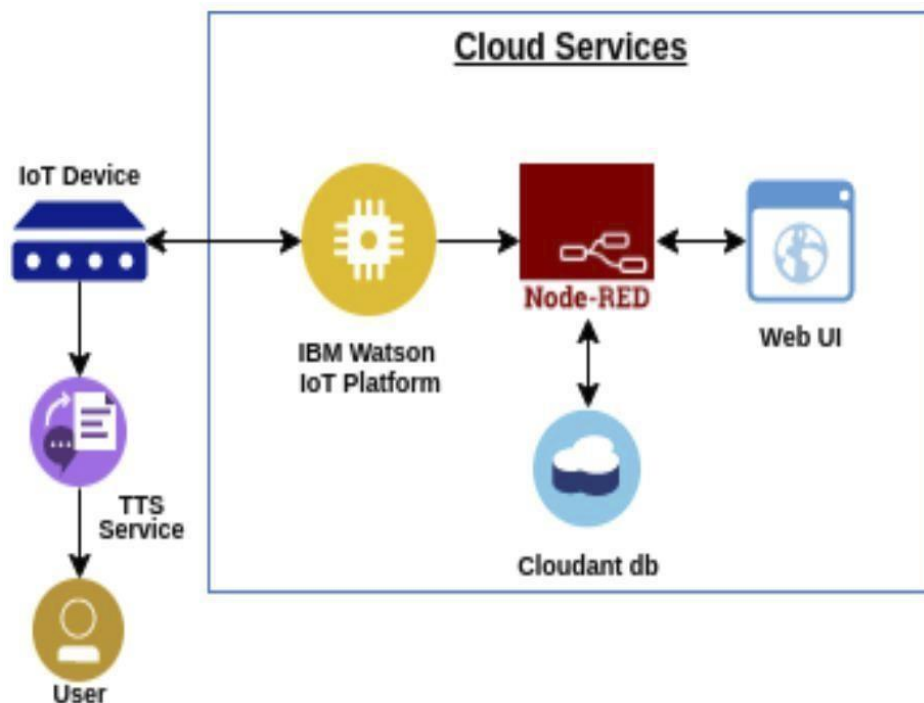 Cloud Services
IoT Device
Node-RED
IBM Watson
IoT Platform
Web UI
TTS
Service
Cloudant db
User